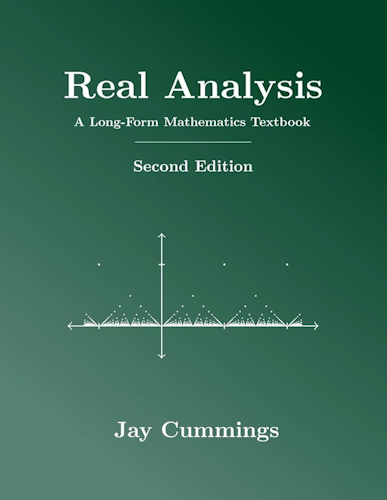 Real Analysis
A Long-Form Mathematics Textbook
Second Edition
Jay Cummings